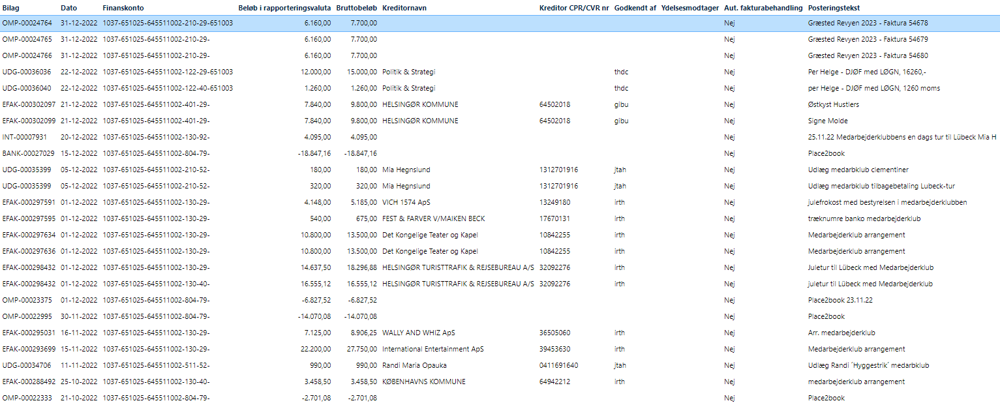 Bilag Dato Finanskonto Beløb i rapporteringsvaluta Bruttobeløb Kreditornavn Kreditor CPR/CVR nr Godkendt af Ydelsesmodtager Aut. fakturabehandling Posteringstekst
OMP-00024764 31-12-2022 1037-651025-645511002-210-29-651003 6.160,00 7.700,00 Nej Græsted Revyen 2023 - Faktura 54678
OMP-00024765 31-12-2022 1037-651025-645511002-210-29- 6.160,00 7.700,00 Nej Græsted Revyen 2023 - Faktura 54679
OMP-00024766 31-12-2022 1037-651025-645511002-210-29- 6.160,00 7.700,00 Nej Græsted Revyen 2023 - Faktura 54680
UDG-00036036 22-12-2022 1037-651025-645511002-122-29-651003 12.000,00 15.000,00 Politik & Strategi thdc Nej Per Helge - DJØF med LØGN, 16260,-
UDG-00036040 22-12-2022 1037-651025-645511002-122-40-651003 1.260,00 1.260,00 Politik & Strategi thdc Nej per Helge - DJØF med LØGN, 1260 moms
EFAK-000302097 21-12-2022 1037-651025-645511002-401-29- 7.840,00 9.800,00 HELSINGØR KOMMUNE 64502018 gibu Nej Østkyst Hustlers
EFAK-000302099 21-12-2022 1037-651025-645511002-401-29- 7.840,00 9.800,00 HELSINGØR KOMMUNE 64502018 gibu Nej Signe Molde
INT-00007931 20-12-2022 1037-651025-645511002-130-92- 4.095,00 4.095,00 Nej 25.11.22 Medarbejderklubbens en dags tur til Lübeck Mia H
BANK-00027029 15-12-2022 1037-651025-645511002-804-79- -18.847,16 -18.847,16 Nej Place2book
UDG-00035399 05-12-2022 1037-651025-645511002-210-52- 180,00 180,00 Mia Hegnslund 1312701916 jtah Nej Udlæg medarbklub clementiner
UDG-00035399 05-12-2022 1037-651025-645511002-210-52- 320,00 320,00 Mia Hegnslund 1312701916 jtah Nej Udlæg medarbklub tilbagebetaling Lubeck-tur
EFAK-000297591 01-12-2022 1037-651025-645511002-130-29- 4.148,00 5.185,00 VICH 1574 ApS 13249180 irth Nej julefrokost med bestyrelsen i medarbejderklubben
EFAK-000297595 01-12-2022 1037-651025-645511002-130-29- 540,00 675,00 FEST & FARVER V/MAIKEN BECK 17670131 irth Nej træknumre banko medarbejderklub
EFAK-000297634 01-12-2022 1037-651025-645511002-130-29- 10.800,00 13.500,00 Det Kongelige Teater og Kapel 10842255 irth Nej Medarbejderklub arrangement
EFAK-000297636 01-12-2022 1037-651025-645511002-130-29- 10.800,00 13.500,00 Det Kongelige Teater og Kapel 10842255 irth Nej Medarbejderklub arrangement
EFAK-000298432 01-12-2022 1037-651025-645511002-130-29- 14.637,50 18.296,88 HELSINGØR TURISTTRAFIK & REJSEBUREAU A/S 32092276 irth Nej Juletur til Lübeck med Medarbejderklub
EFAK-000298432 01-12-2022 1037-651025-645511002-130-40- 16.555,12 16.555,12 HELSINGØR TURISTTRAFIK & REJSEBUREAU A/S 32092276 irth Nej juletur til Lübeck med Medarbejderklub
OMP-00023375 01-12-2022 1037-651025-645511002-804-79- -6.827,52 -6.827,52 Nej Place2book 23.11.22
OMP-00022995 30-11-2022 1037-651025-645511002-804-79- -14.070,08 -14.070,08 Nej Place2book
EFAK-000295031 16-11-2022 1037-651025-645511002-130-29- 7.125,00 8.906,25 WALLY AND WHIZ ApS 36505060 irth Nej Arr. medarbejderklub
EFAK-000293699 15-11-2022 1037-651025-645511002-130-29- 22.200,00 27.750,00 International Entertainment ApS 39453630 irth Nej Medarbejderklub arrangement
UDG-00034706 11-11-2022 1037-651025-645511002-511-52- 990,00 990,00 Randi Maria Opauka 0411691640 jtah Nej Udlæg Randi ´Hyggestrik´ medarbklub
EFAK-000288492 25-10-2022 1037-651025-645511002-130-40- 3.458,50 3.458,50 KØBENHAVNS KOMMUNE 64942212 irth Nej medarbejderklub arrangement
OMP-00022333 21-10-2022 1037-651025-645511002-804-79- -2.701,08 -2.701,08 Nej Place2book